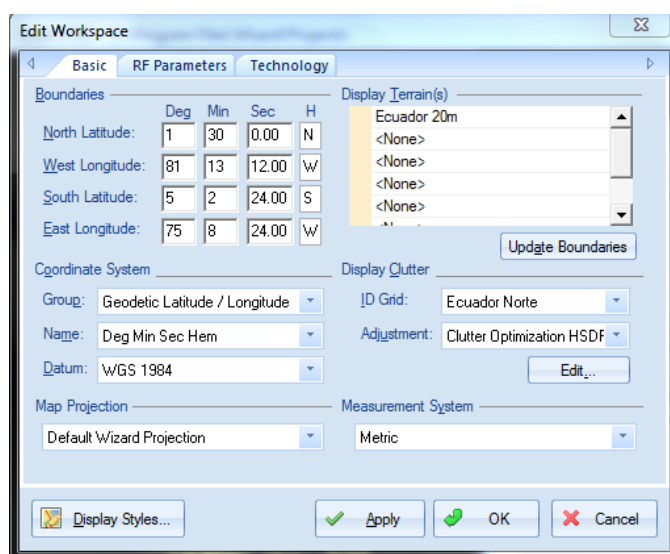 Edit Workspace
Basic RF Parameters Technology
Boundaries
Deg Min Sec H
North Latitude: 1 30 0.00 N
West Longitude: 81 13 12.00 W
South Latitude: 5 2 24.00 S
East Longitude: 75 8 24.00 W
Display Terrain(s)
Ecuador 20m
<None>
<None>
<None>
<None>
Update Boundaries
Coordinate System
Group: Geodetic Latitude / Longitude
Name: Deg Min Sec Hem
Datum: WGS 1984
Display Clutter
ID Grid: Ecuador Norte
Adjustment: Clutter Optimization HSDF
Edit...
Map Projection
Default Wizard Projection
Measurement System
Metric
Display Styles... Apply OK Cancel